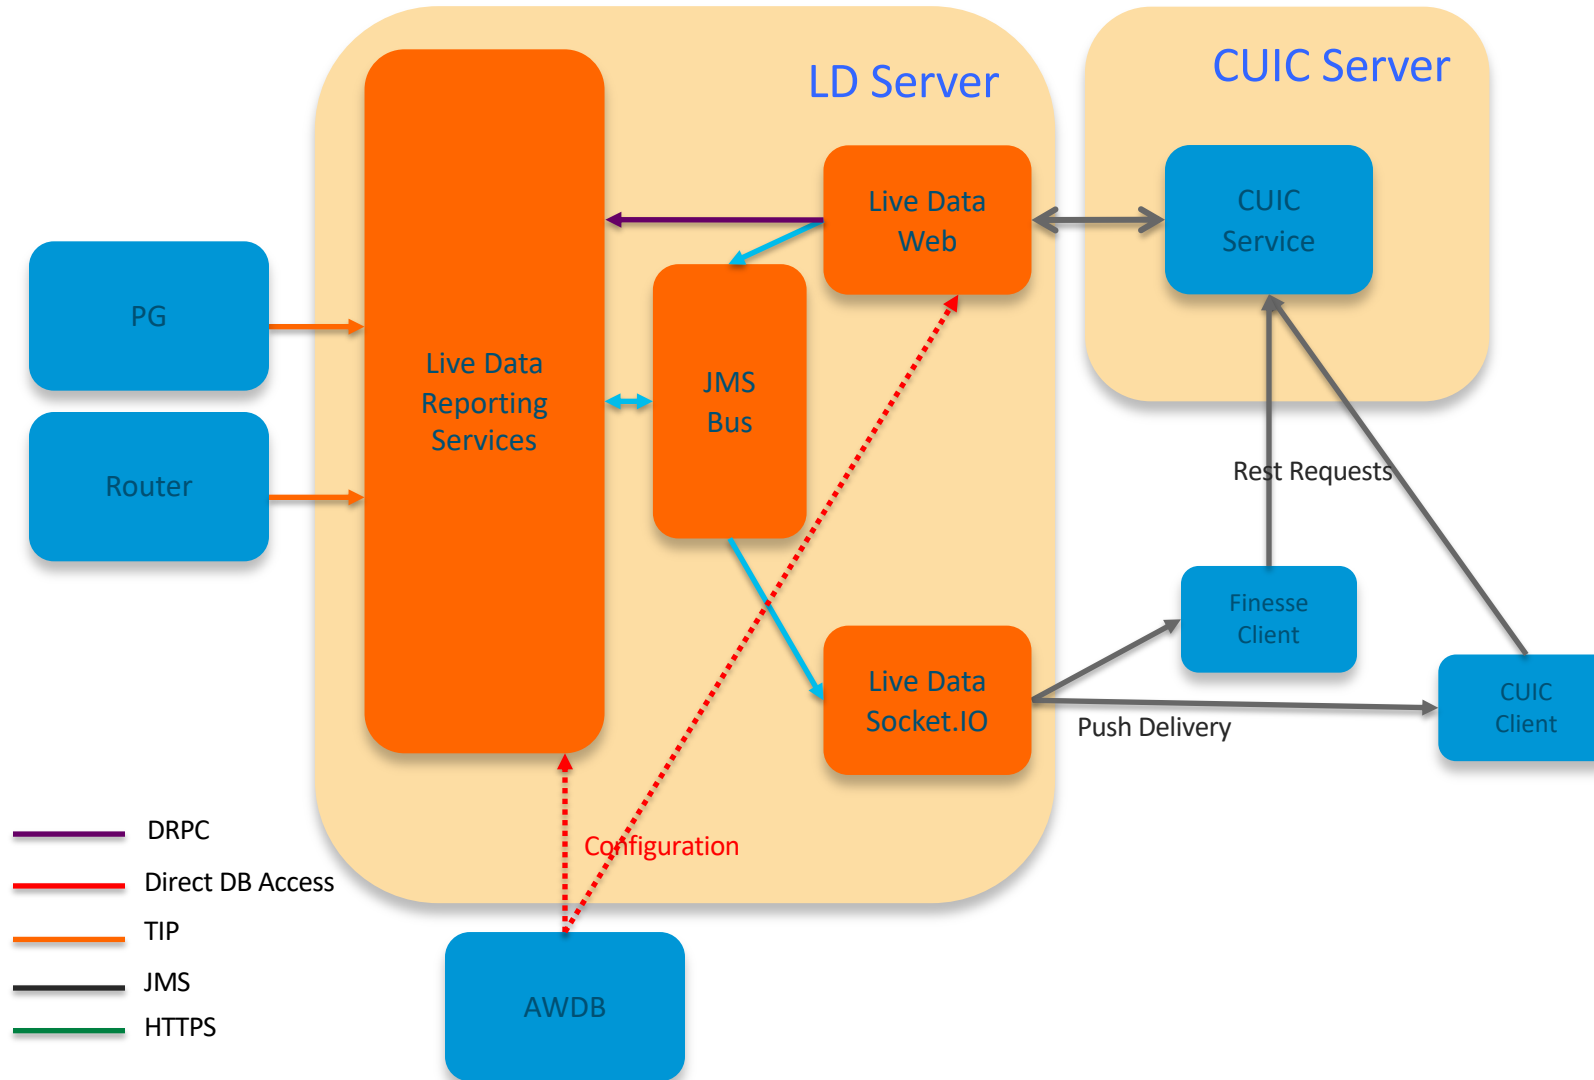 LD Server
CUIC Server
Live Data
Web
CUIC
Service
PG
Live Data
Reporting
Services
JMS
Bus
Router
Rest Requests
Finesse
Client
Live Data
Socket.IO
CUIC
Client
Push Delivery
Configuration
DRPC
Direct DB Access
TIP
JMS
HTTPS
AWDB